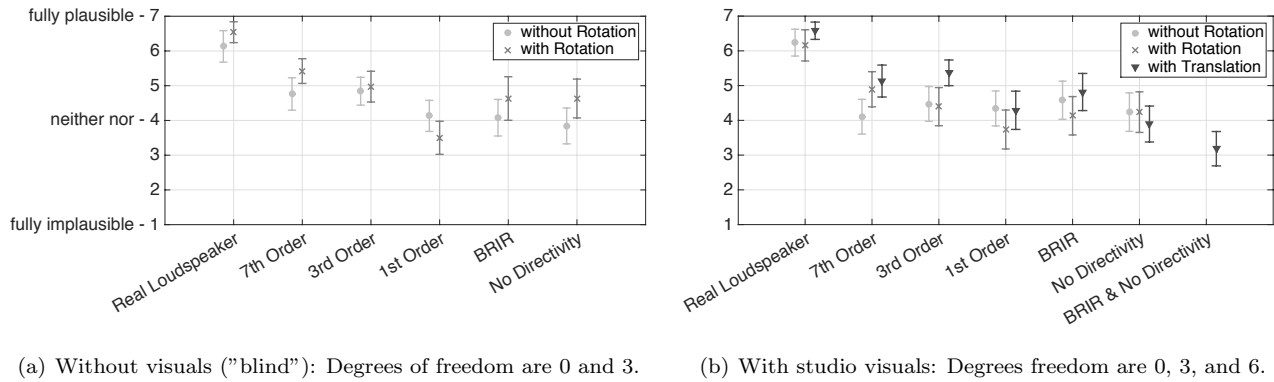 fully plausible - 7
6
5
neither nor - 4
3
2
fully implausible - 1
without Rotation
with Rotation
Real Loudspeaker
7th Order
3rd Order
1st Order
BRIR
No Directivity
(a) Without visuals ("blind"): Degrees of freedom are 0 and 3.
7
6
5
4
3
2
1
without Rotation
with Rotation
with Translation
Real Loudspeaker
7th Order
3rd Order
1st Order
BRIR
No Directivity
BRIR & No Directivity
(b) With studio visuals: Degrees freedom are 0, 3, and 6.